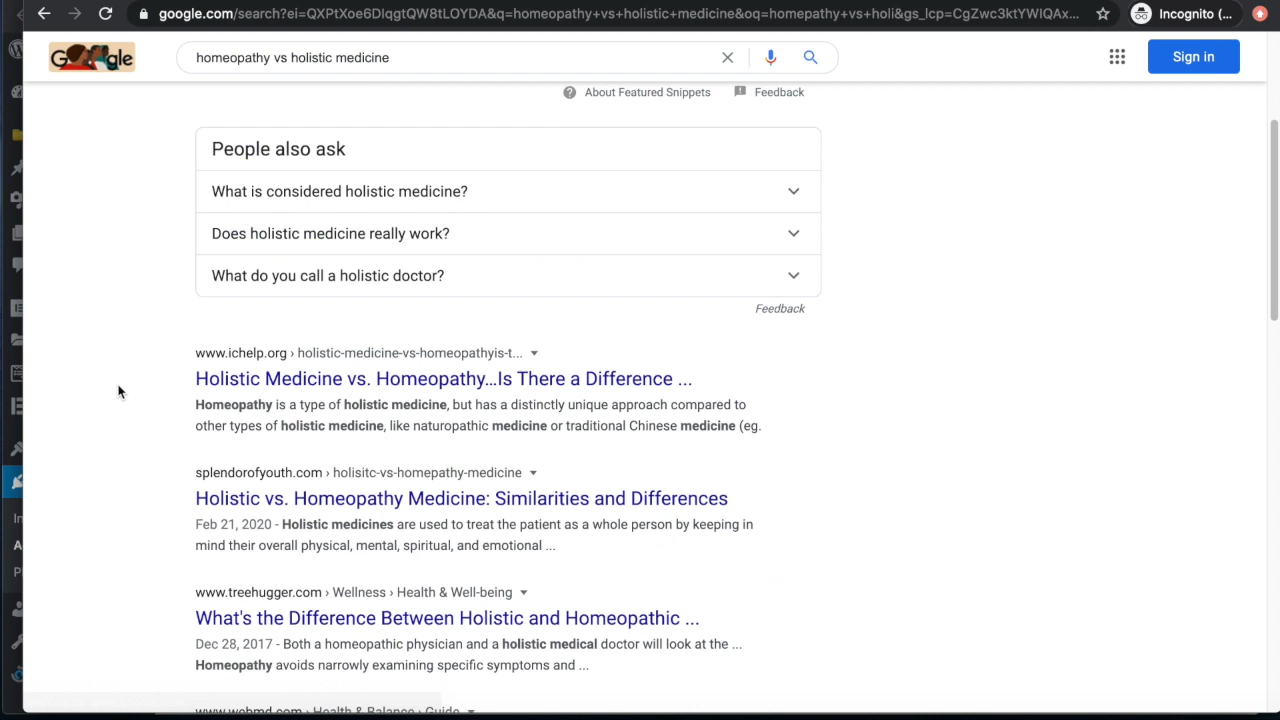 google.com/search?ei=QXPtXoe6DIqgtQW8tLOYDA&q=homeopathy+vs+holistic+medicine&oq=homepathy+vs+holi&gs_lcp=CgZwc3ktYWIQAx...
Incognito (...
Google
homeopathy vs holistic medicine
Sign in
About Featured Snippets
Feedback
People also ask
What is considered holistic medicine?
Does holistic medicine really work?
What do you call a holistic doctor?
Feedback
www.ichelp.org › holistic-medicine-vs-homeopathyis-t...
Holistic Medicine vs. Homeopathy...Is There a Difference ...
Homeopathy is a type of holistic medicine, but has a distinctly unique approach compared to
other types of holistic medicine, like naturopathic medicine or traditional Chinese medicine (eg.
splendorofyouth.com › holisitc-vs-homepathy-medicine
Holistic vs. Homeopathy Medicine: Similarities and Differences
Feb 21, 2020 - Holistic medicines are used to treat the patient as a whole person by keeping in
mind their overall physical, mental, spiritual, and emotional ...
www.treehugger.com › Wellness › Health & Well-being
What's the Difference Between Holistic and Homeopathic ...
Dec 28, 2017 - Both a homeopathic physician and a holistic medical doctor will look at the ...
Homeopathy avoids narrowly examining specific symptoms and ...
www.webmd.com › Health & Balance › Guide